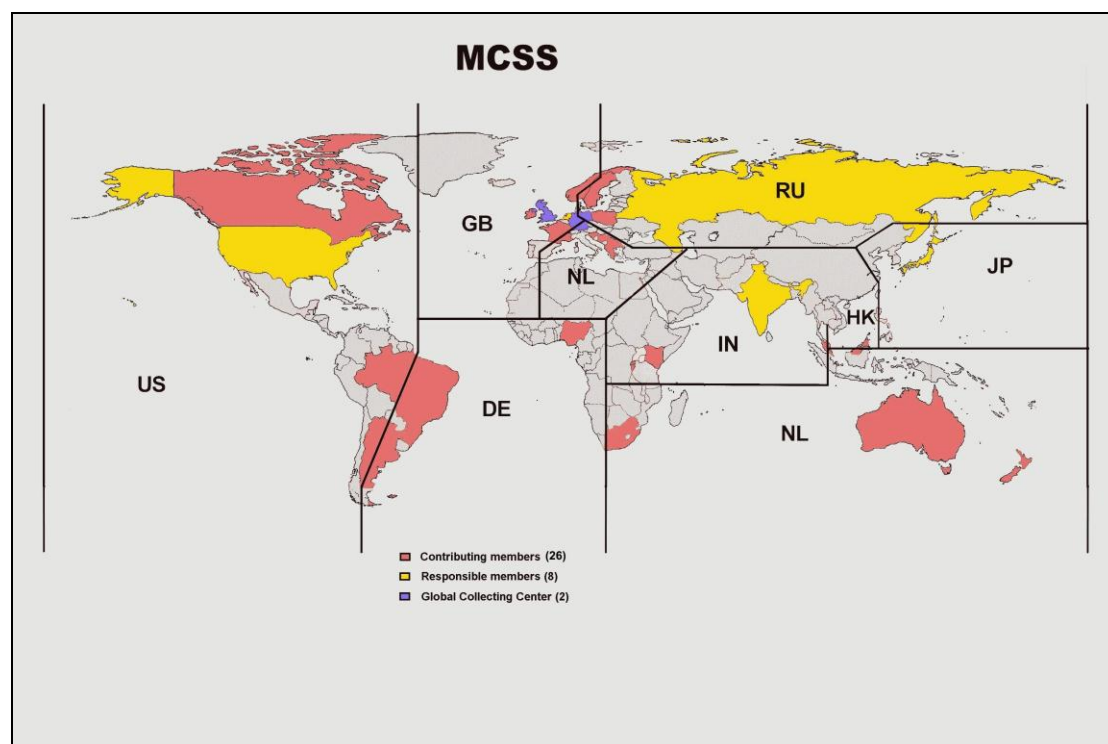 MCSS
RU
GB
JP
NL
HK
IN
US
DE
NL
Contributing members (26)
Responsible members (8)
Global Collecting Center (2)